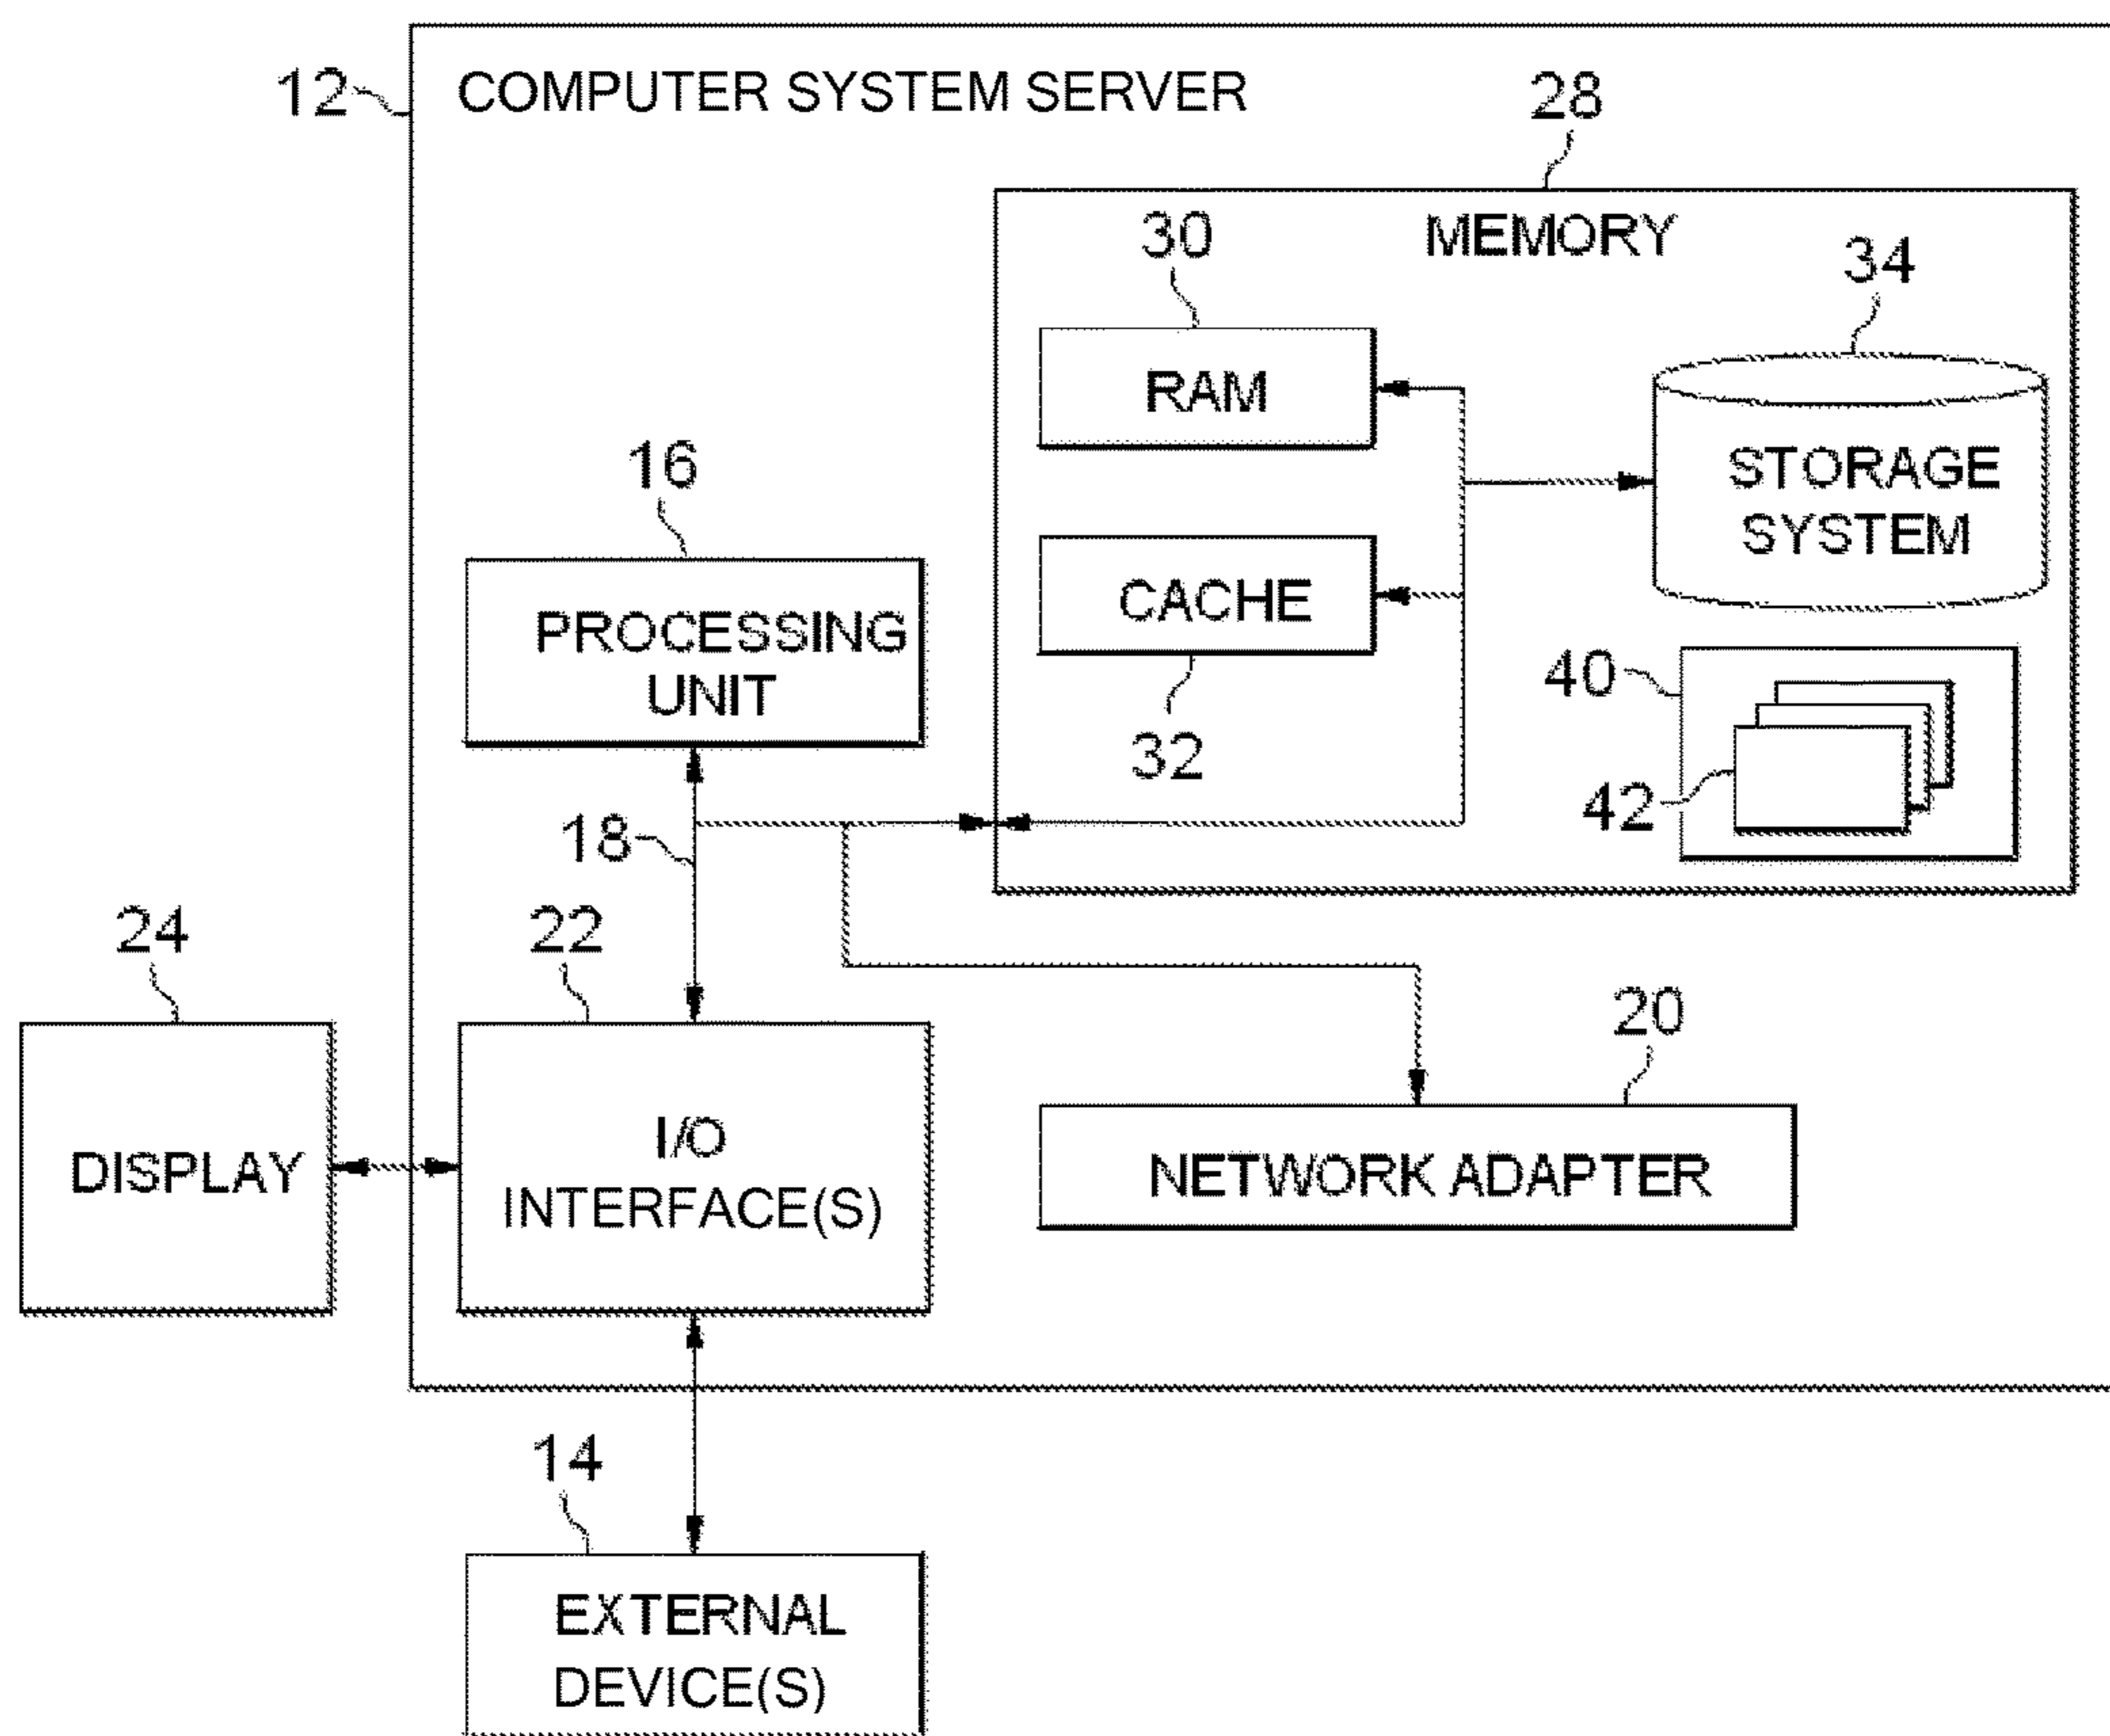 12
COMPUTER SYSTEM SERVER
28
MEMORY
30
34
RAM
STORAGE
SYSTEM
16
PROCESSING
UNIT
CACHE
32
40
42
18
24
22
20
DISPLAY
I/O
INTERFACE(S)
NETWORK ADAPTER
14
EXTERNAL
DEVICE(S)